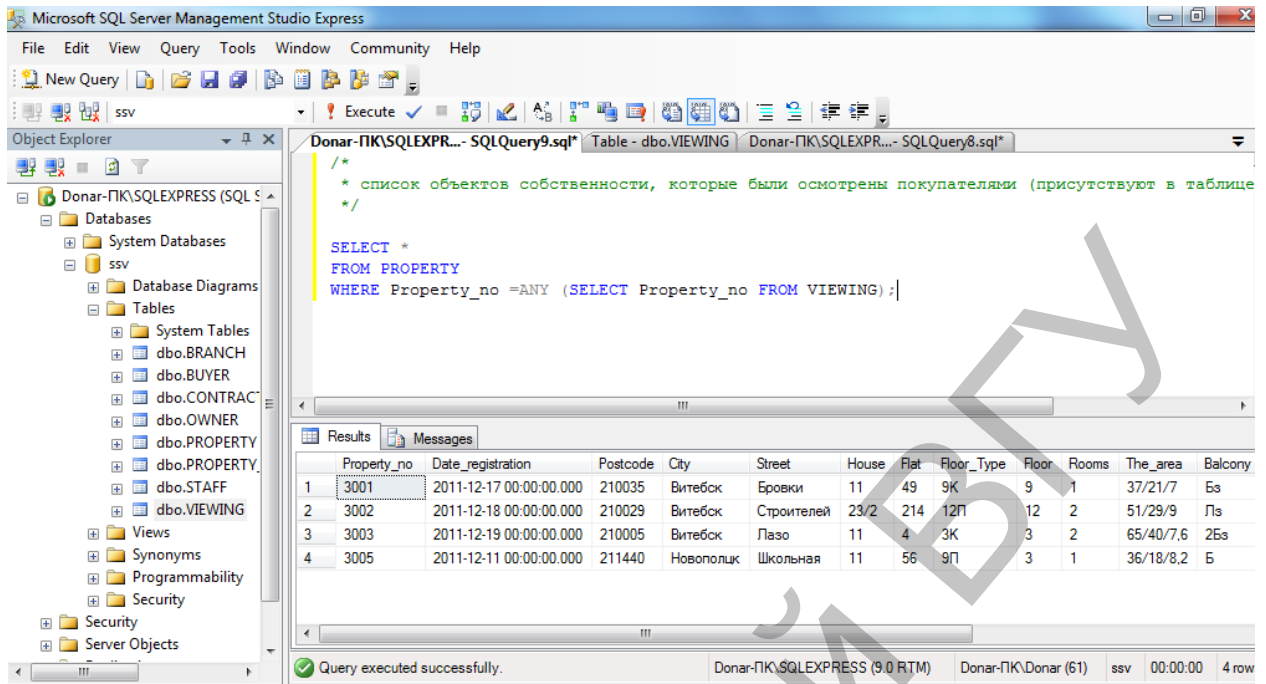 Microsoft SQL Server Management Studio Express
File Edit View Query Tools Window Community Help
New Query
ssv Execute
Object Explorer
Donar-ПК\SQLEXPRESS (SQL S
Databases
System Databases
ssv
Database Diagrams
Tables
System Tables
dbo.BRANCH
dbo.BUYER
dbo.CONTRACT
dbo.OWNER
dbo.PROPERTY
dbo.PROPERTY_
dbo.STAFF
dbo.VIEWING
Views
Synonyms
Programmability
Security
Security
Server Objects
Donar-ПК\SQLEXPR...- SQLQuery9.sql* Table - dbo.VIEWING Donar-ПК\SQLEXPR...- SQLQuery8.sql*
/*
* список объектов собственности, которые были осмотрены покупателями (присутствуют в таблице
*/
SELECT *
FROM PROPERTY
WHERE Property_no =ANY (SELECT Property_no FROM VIEWING);
Results Messages
Property_no Date_registration Postcode City Street House Flat Floor_Type Floor Rooms The_area Balcony
1 3001 2011-12-17 00:00:00.000 210035 Витебск Бровки 11 49 9К 9 1 37/21/7 Бз
2 3002 2011-12-18 00:00:00.000 210029 Витебск Строителей 23/2 214 12П 12 2 51/29/9 Лз
3 3003 2011-12-19 00:00:00.000 210005 Витебск Лазо 11 4 3К 3 2 65/40/7,6 2Бз
4 3005 2011-12-11 00:00:00.000 211440 Новополцк Школьная 11 56 9П 3 1 36/18/8,2 Б
Query executed successfully. Donar-ПК\SQLEXPRESS (9.0 RTM) Donar-ПК\Donar (61) ssv 00:00:00 4 row
Й ВГУ